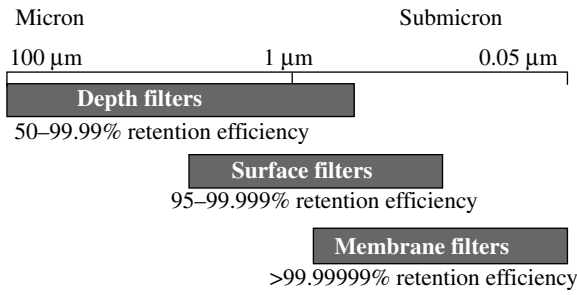 Micron Submicron
100 µm 1 µm 0.05 µm
Depth filters
50–99.99% retention efficiency
Surface filters
95–99.999% retention efficiency
Membrane filters
>99.99999% retention efficiency